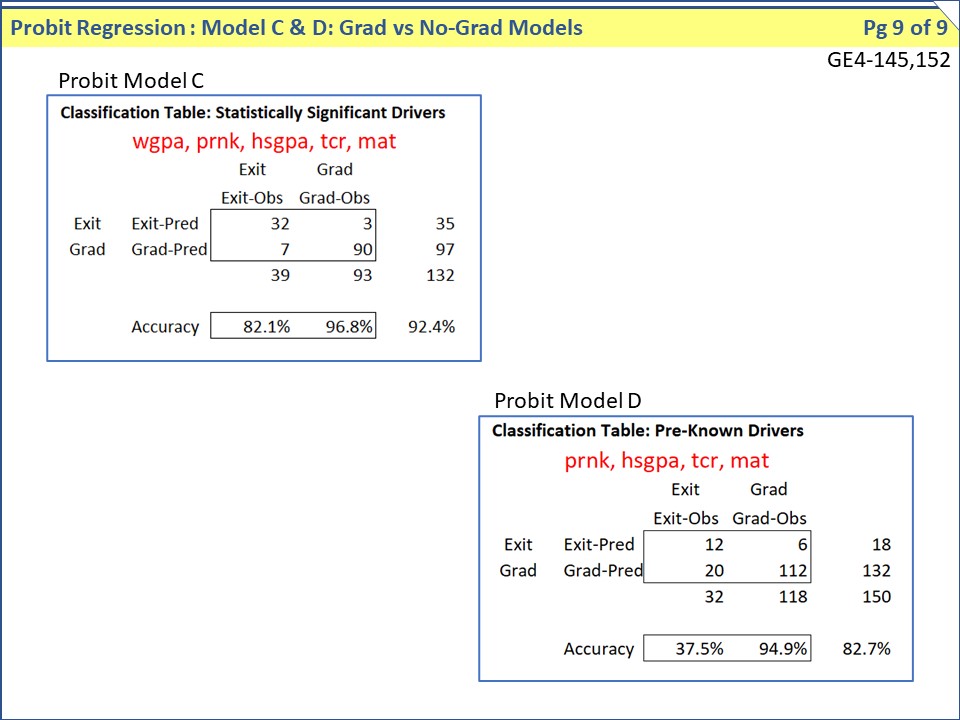 Probit Regression : Model C & D: Grad vs No-Grad Models Pg 9 of 9
GE4-145,152
Probit Model C
Classification Table: Statistically Significant Drivers
wgpa, prnk, hsgpa, tcr, mat
Exit Grad
Exit-Obs Grad-Obs
Exit Exit-Pred 32 3 35
Grad Grad-Pred 7 90 97
39 93 132
Accuracy 82.1% 96.8% 92.4%
Probit Model D
Classification Table: Pre-Known Drivers
prnk, hsgpa, tcr, mat
Exit Grad
Exit-Obs Grad-Obs
Exit Exit-Pred 12 6 18
Grad Grad-Pred 20 112 132
32 118 150
Accuracy 37.5% 94.9% 82.7%